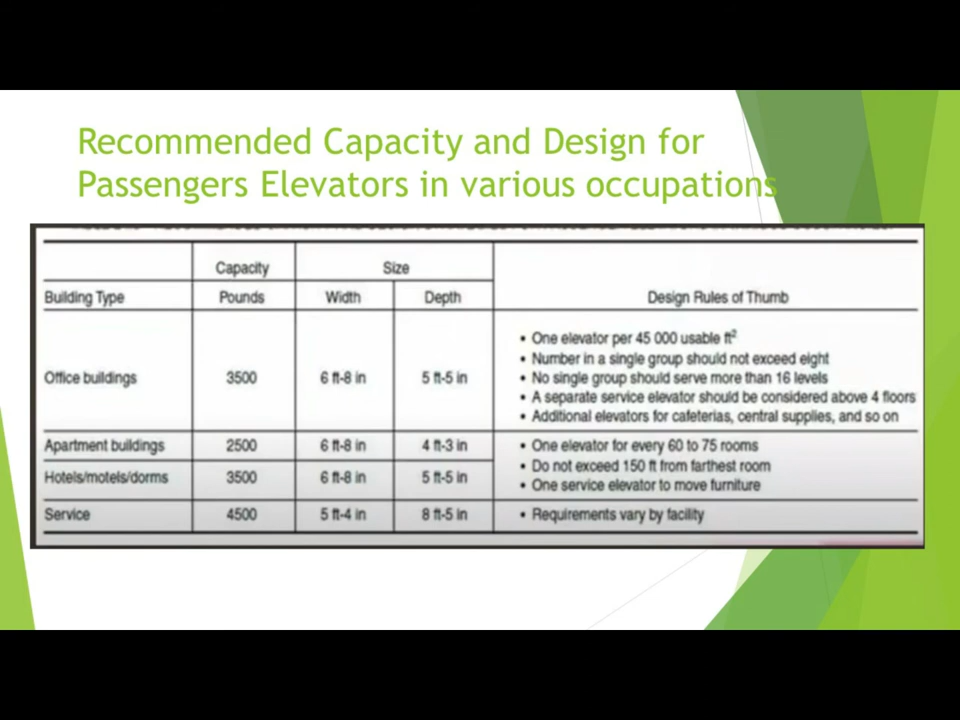 Recommended Capacity and Design for
Passengers Elevators in various occupations
Capacity Size
Building Type Pounds Width Depth Design Rules of Thumb
Office buildings 3500 6 ft-8 in 5 ft-5 in
• One elevator per 45 000 usable ft²
• Number in a single group should not exceed eight
• No single group should serve more than 16 levels
• A separate service elevator should be considered above 4 floors
• Additional elevators for cafeterias, central supplies, and so on
Apartment buildings 2500 6 ft-8 in 4 ft-3 in
Hotels/motels/dorms 3500 6 ft-8 in 5 ft-5 in
• One elevator for every 60 to 75 rooms
• Do not exceed 150 ft from farthest room
• One service elevator to move furniture
Service 4500 5 ft-4 in 8 ft-5 in • Requirements vary by facility